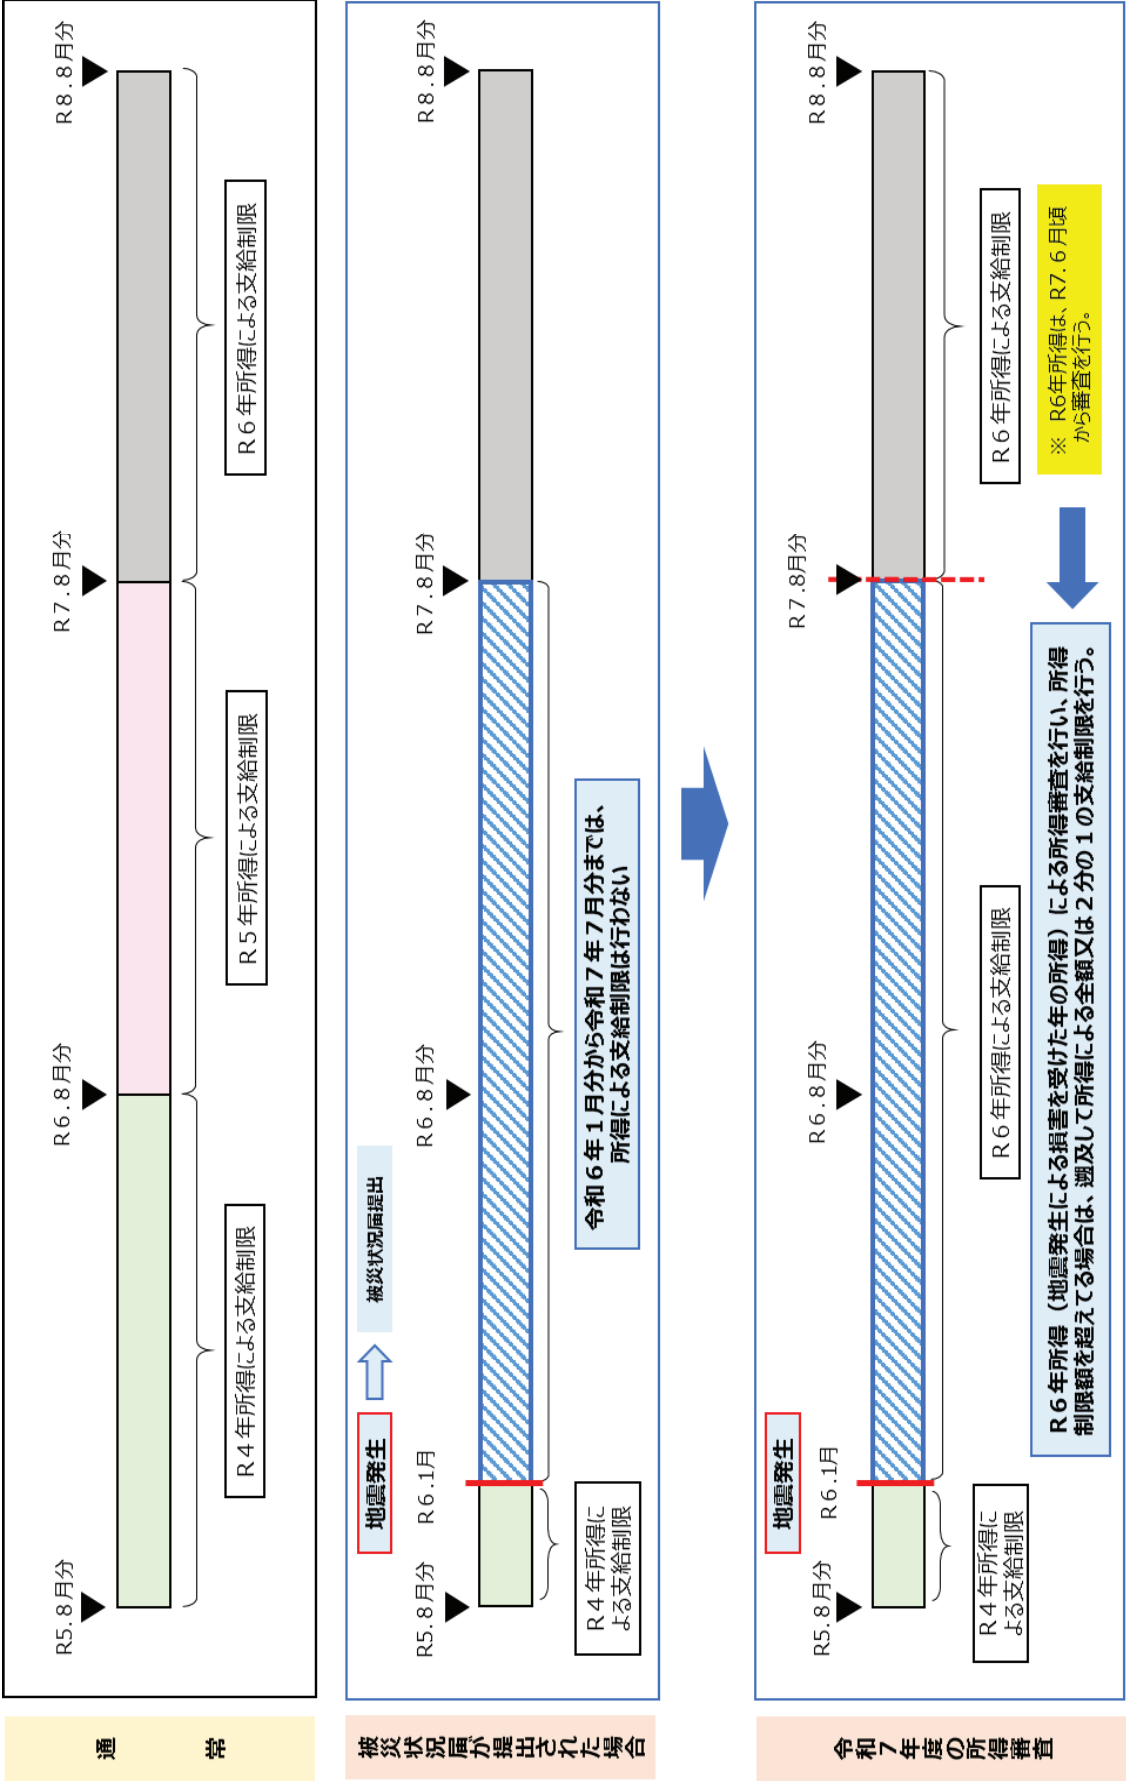 通常
R5.8月分
R6.8月分
R7.8月分
R8.8月分
R4年所得による支給制限
R5年所得による支給制限
R6年所得による支給制限
被災状況届が提出された場合
地震発生
被災状況届提出
R5.8月分
R6.1月
R6.8月分
R7.8月分
R8.8月分
R4年所得に
よる支給制限
令和6年1月分から令和7年7月分までは、
所得による支給制限は行わない
令和7年度の所得審査
地震発生
R5.8月分
R6.1月
R6.8月分
R7.8月分
R8.8月分
R4年所得に
よる支給制限
R6年所得による支給制限
R6年所得による支給制限
※ R6年所得は、R7.6月頃
から審査を行う。
R6年所得（地震発生による損害を受けた年の所得）による所得審査を行い、所得
制限額を超えてる場合は、遡及して所得による全額又は2分の1の支給制限を行う。